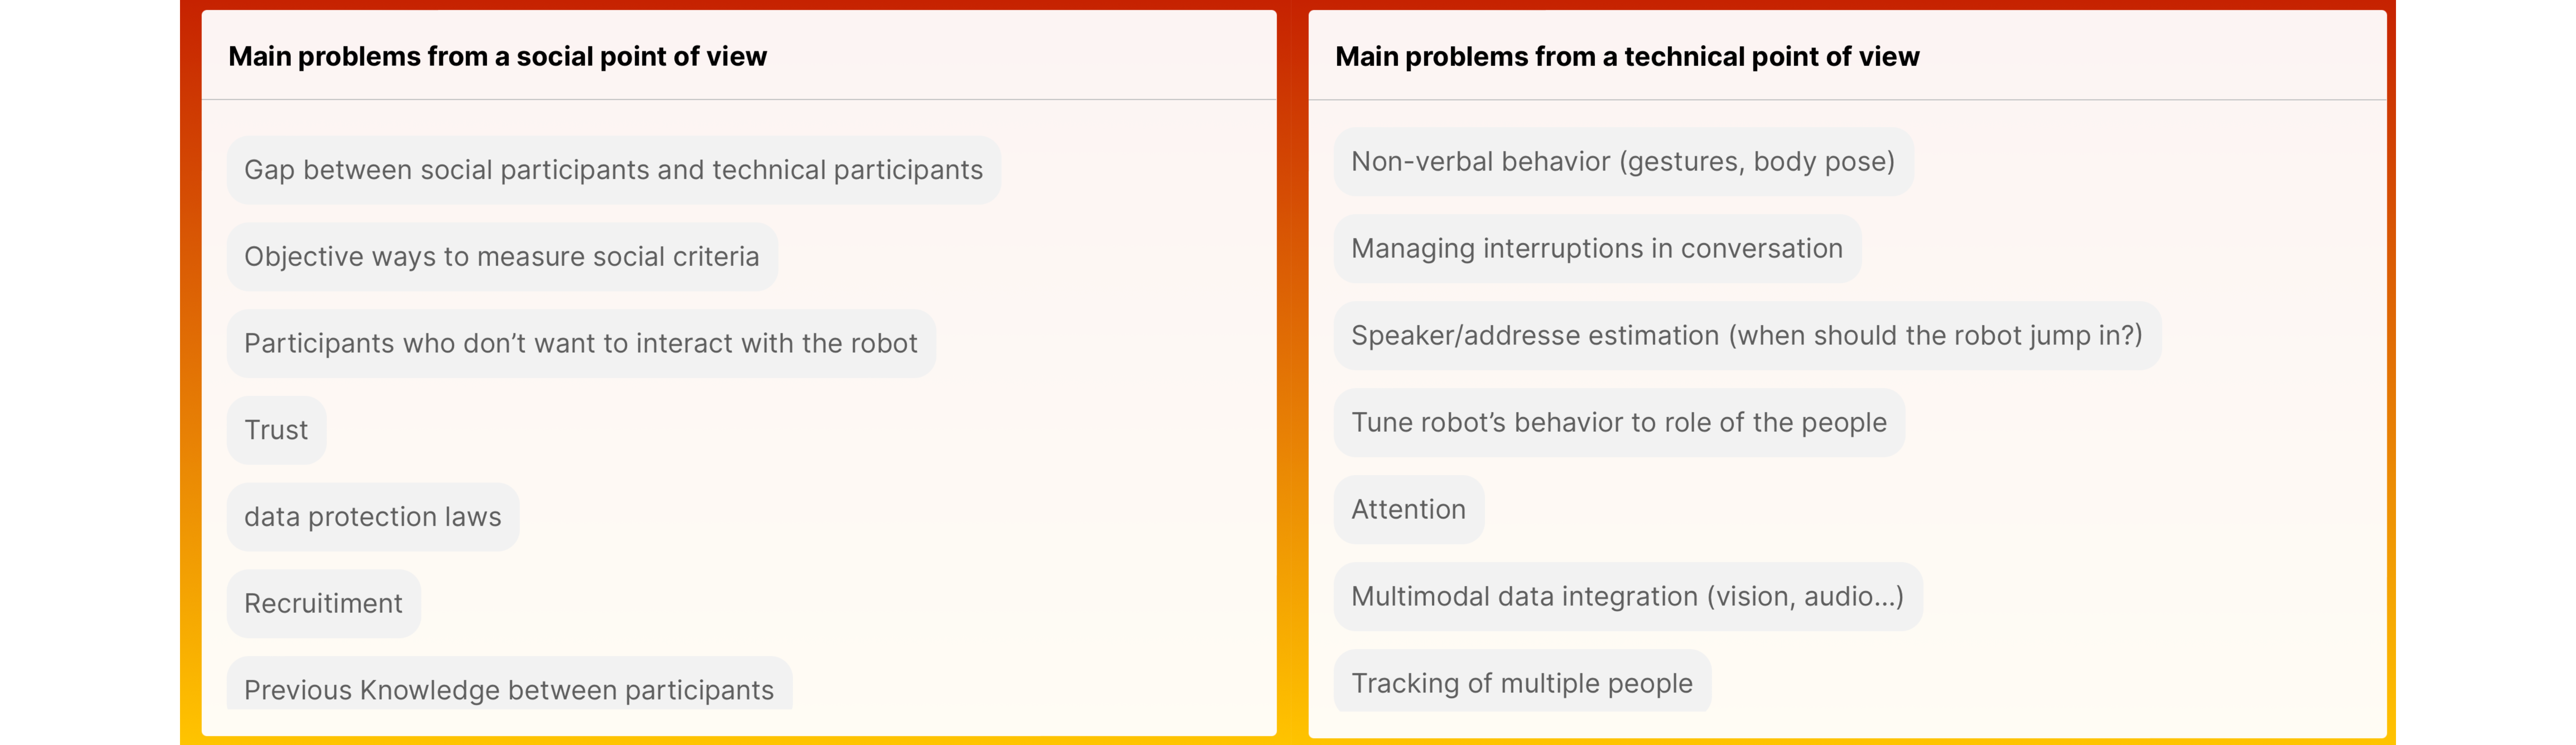 Main problems from a social point of view
Gap between social participants and technical participants
Objective ways to measure social criteria
Participants who don’t want to interact with the robot
Trust
data protection laws
Recruitiment
Previous Knowledge between participants
Main problems from a technical point of view
Non-verbal behavior (gestures, body pose)
Managing interruptions in conversation
Speaker/addresse estimation (when should the robot jump in?)
Tune robot’s behavior to role of the people
Attention
Multimodal data integration (vision, audio...)
Tracking of multiple people